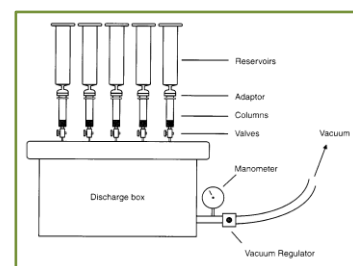 Reservoirs
Adaptor
Columns
Valves
Vacuum
Manometer
Discharge box
Vacuum Regulator